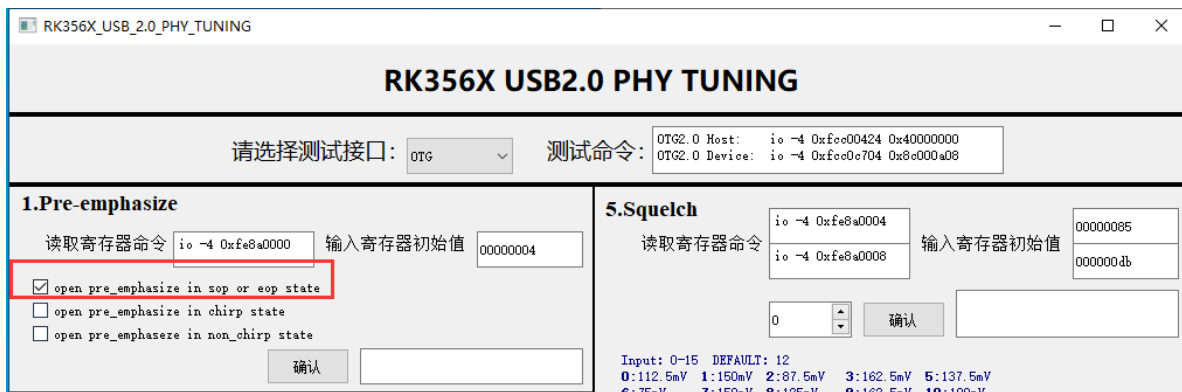 RK356X_USB_2.0_PHY_TUNING
RK356X USB2.0 PHY TUNING
请选择测试接口: OTG
测试命令:
OTG2.0 Host: io -4 0xfcc00424 0x40000000
OTG2.0 Device: io -4 0xfcc0c704 0x8c000a08
1.Pre-emphasize
读取寄存器命令 io -4 0xfe8a0000 输入寄存器初始值 00000004
open pre_emphasize in sop or eop state
open pre_emphasize in chirp state
open pre_emphaseze in non_chirp state
确认
5.Squelch
读取寄存器命令
io -4 0xfe8a0004
io -4 0xfe8a0008
输入寄存器初始值
00000085
000000db
0 确认
Input: 0-15 DEFAULT: 12
0:112.5mV 1:150mV 2:87.5mV 3:162.5mV 5:137.5mV